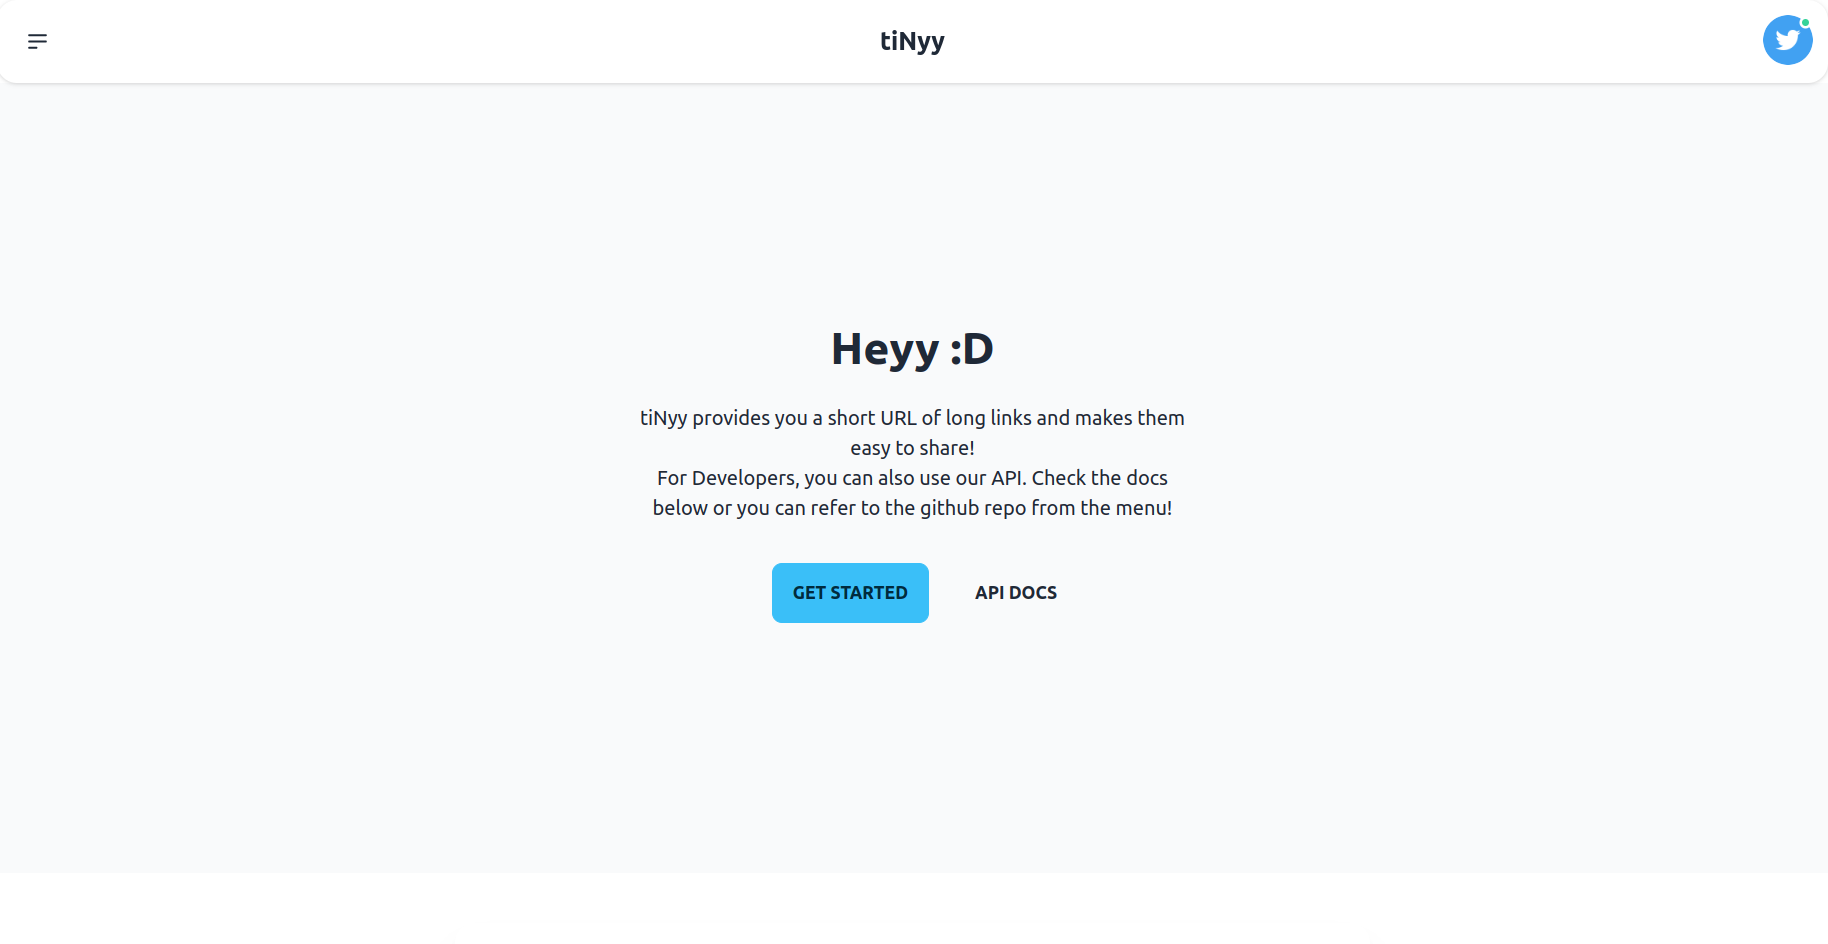 tiNyy
Heyy :D
tiNyy provides you a short URL of long links and makes them
easy to share!
For Developers, you can also use our API. Check the docs
below or you can refer to the github repo from the menu!
GET STARTED
API DOCS